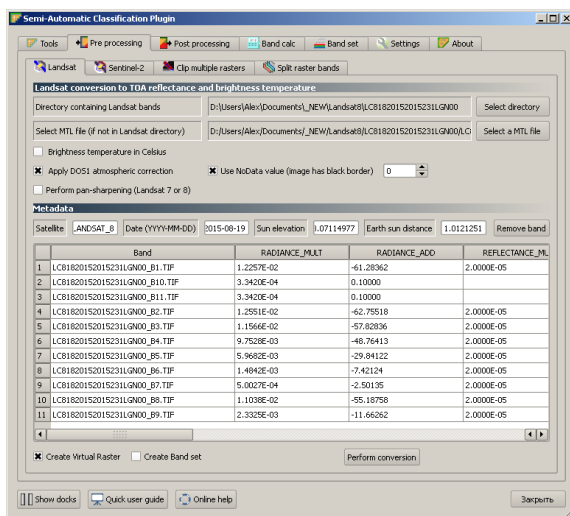 Semi-Automatic Classification Plugin
Tools Pre processing Post processing Band calc Band set Settings About
Landsat Sentinel-2 Clip multiple rasters Split raster bands
Landsat conversion to TOA reflectance and brightness temperature
Directory containing Landsat bands D:\Users\Alex\Documents\_NEW\Landsat8\LC81820152015231LGN00 Select directory
Select MTL file (if not in Landsat directory) D:/Users/Alex/Documents/_NEW/Landsat8/LC81820152015231LGN00/LC Select a MTL file
Brightness temperature in Celsius
Apply DOS1 atmospheric correction Use NoData value (image has black border) 0
Perform pan-sharpening (Landsat 7 or 8)
Metadata
Satellite LANDSAT_8 Date (YYYY-MM-DD) 2015-08-19 Sun elevation 1.07114977 Earth sun distance 1.0121251 Remove band
Band RADIANCE_MULT RADIANCE_ADD REFLECTANCE_MUL
1 LC81820152015231LGN00_B1.TIF 1.2257E-02 -61.28362 2.0000E-05
2 LC81820152015231LGN00_B10.TIF 3.3420E-04 0.10000
3 LC81820152015231LGN00_B11.TIF 3.3420E-04 0.10000
4 LC81820152015231LGN00_B2.TIF 1.2551E-02 -62.75518 2.0000E-05
5 LC81820152015231LGN00_B3.TIF 1.1566E-02 -57.82836 2.0000E-05
6 LC81820152015231LGN00_B4.TIF 9.7528E-03 -48.76413 2.0000E-05
7 LC81820152015231LGN00_B5.TIF 5.9682E-03 -29.84122 2.0000E-05
8 LC81820152015231LGN00_B6.TIF 1.4842E-03 -7.42124 2.0000E-05
9 LC81820152015231LGN00_B7.TIF 5.0027E-04 -2.50135 2.0000E-05
10 LC81820152015231LGN00_B8.TIF 1.1038E-02 -55.18758 2.0000E-05
11 LC81820152015231LGN00_B9.TIF 2.3325E-03 -11.66262 2.0000E-05
Create Virtual Raster Create Band set Perform conversion
Show docks Quick user guide Online help Закрыть